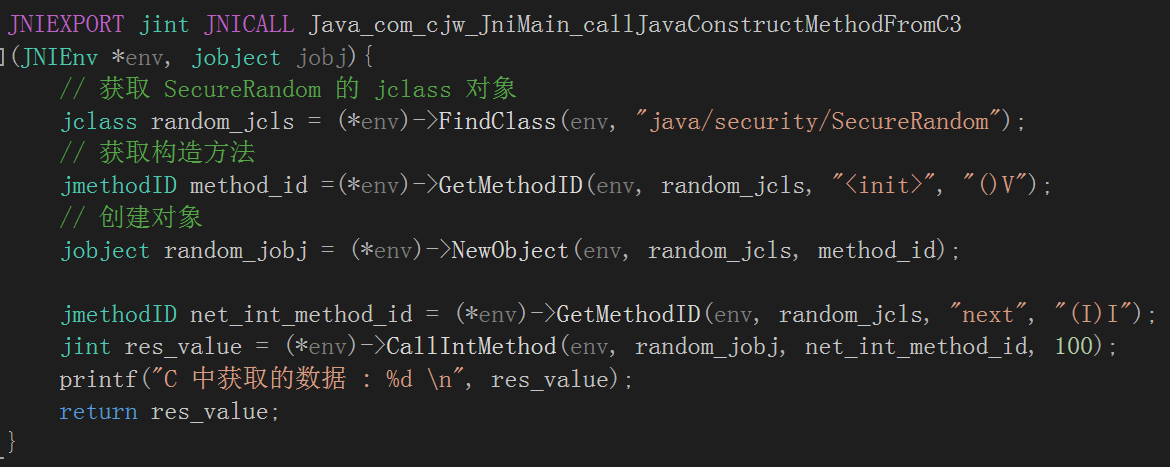 JNIEXPORT jint JNICALL Java_com_cjw_JniMain_callJavaConstructMethodFromC3
(JNIEnv *env, jobject jobj){
// 获取 SecureRandom 的 jclass 对象
jclass random_jcls = (*env)->FindClass(env, "java/security/SecureRandom");
// 获取构造方法
jmethodID method_id =(*env)->GetMethodID(env, random_jcls, "<init>", "()V");
// 创建对象
jobject random_jobj = (*env)->NewObject(env, random_jcls, method_id);
jmethodID net_int_method_id = (*env)->GetMethodID(env, random_jcls, "next", "(I)I");
jint res_value = (*env)->CallIntMethod(env, random_jobj, net_int_method_id, 100);
printf("C 中获取的数据 : %d \n", res_value);
return res_value;
}